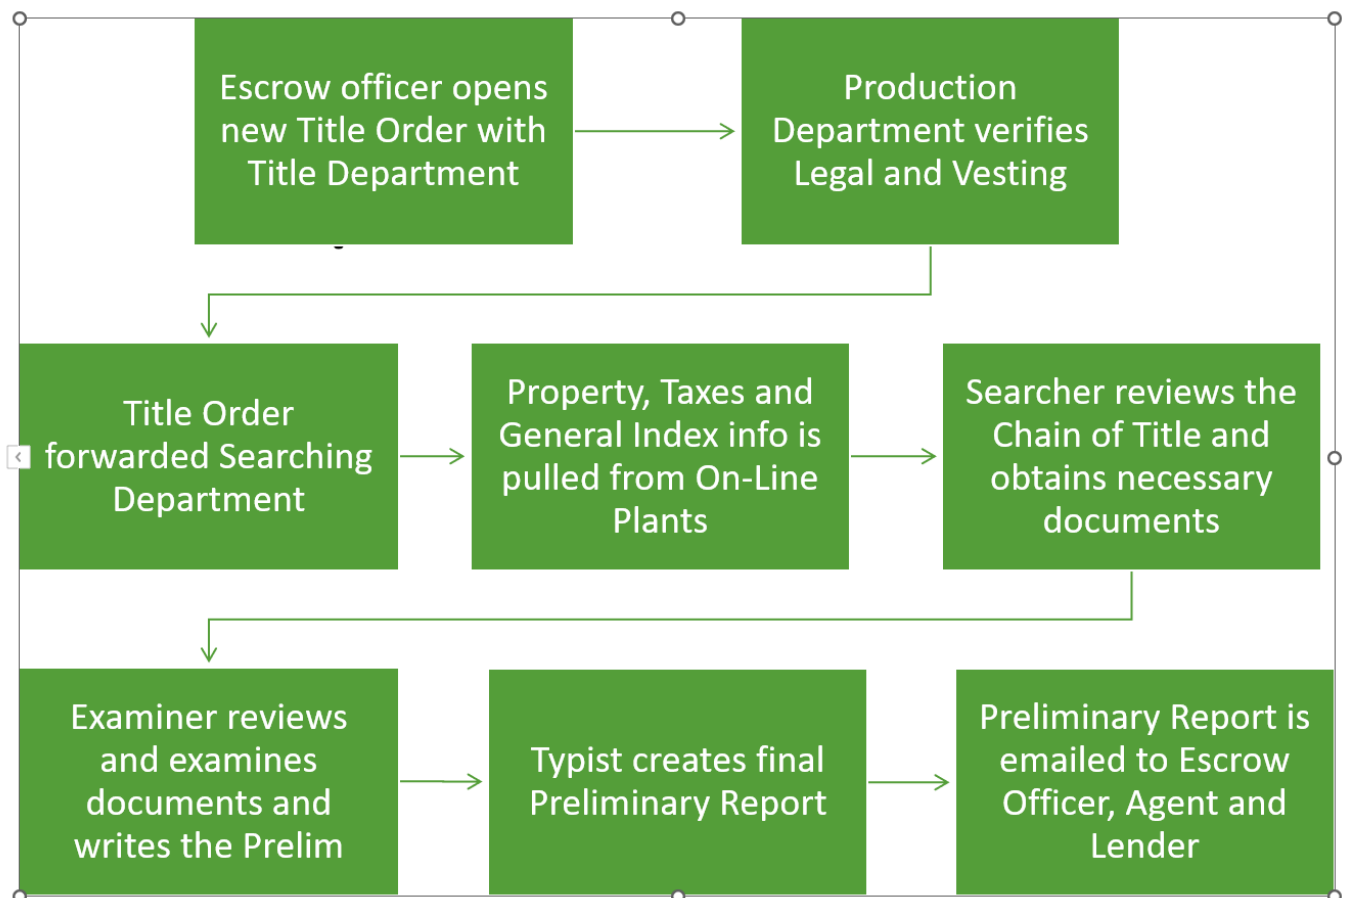 Escrow officer opens
new Title Order with
Title Department
Production
Department verifies
Legal and Vesting
Title Order
forwarded Searching
Department
Property, Taxes and
General Index info is
pulled from On-Line
Plants
Searcher reviews the
Chain of Title and
obtains necessary
documents
Examiner reviews
and examines
documents and
writes the Prelim
Typist creates final
Preliminary Report
Preliminary Report is
emailed to Escrow
Officer, Agent and
Lender